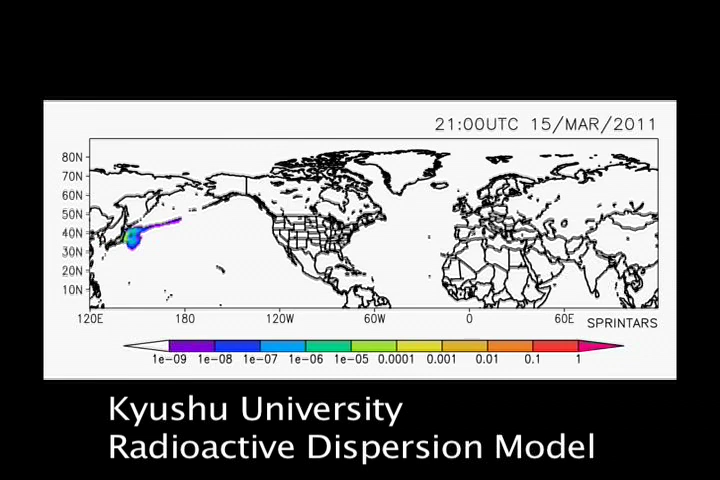 21:00UTC 15/MAR/2011
80N
70N
60N
50N
40N
30N
20N
10N
120E 180 120W 60W 0 60E
SPRINTARS
1e-09 1e-08 1e-07 1e-06 1e-05 0.0001 0.001 0.01 0.1 1
Kyushu University
Radioactive Dispersion Model